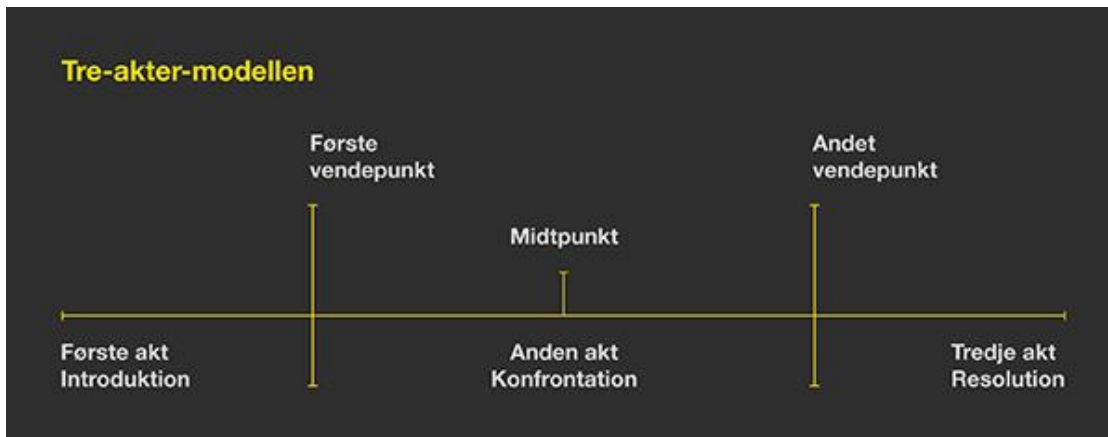 Tre-akter-modellen
Første
vendepunkt
Andet
vendepunkt
Midtpunkt
Første akt
Introduktion
Anden akt
Konfrontation
Tredje akt
Resolution